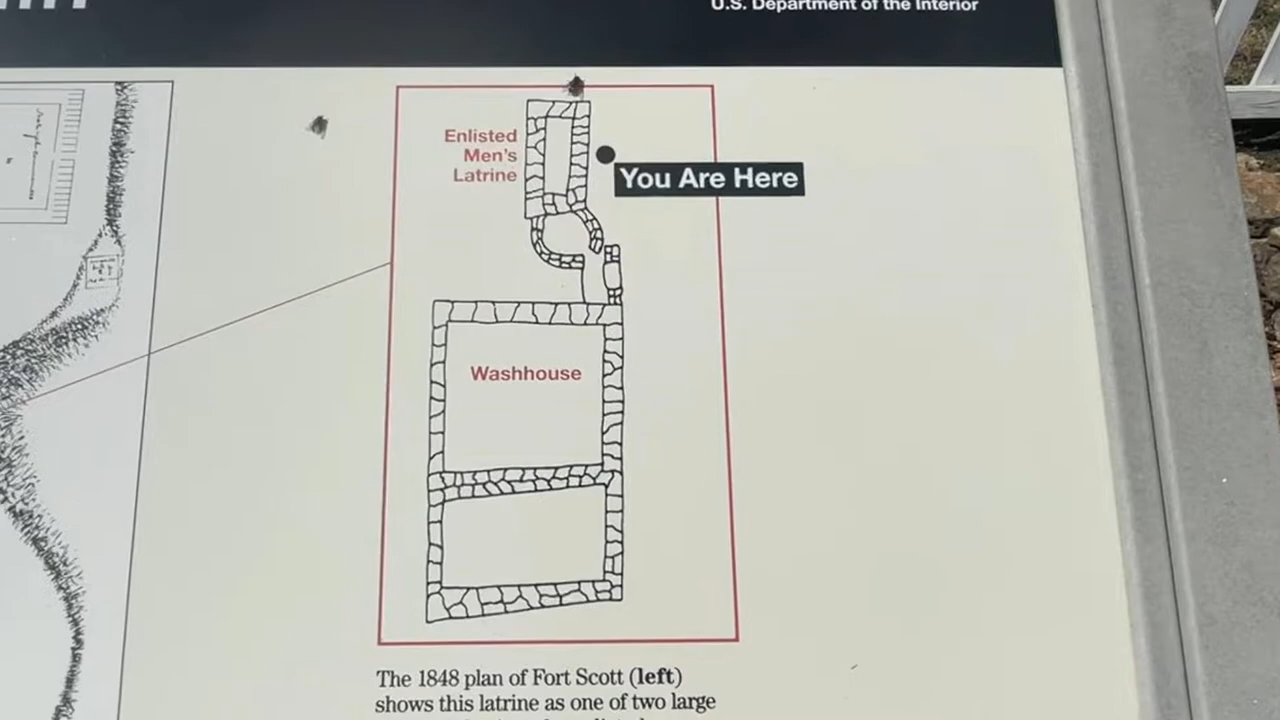 U.S. Department of the Interior
Enlisted
Men's
Latrine
You Are Here
Washhouse
The 1848 plan of Fort Scott (left)
shows this latrine as one of two large